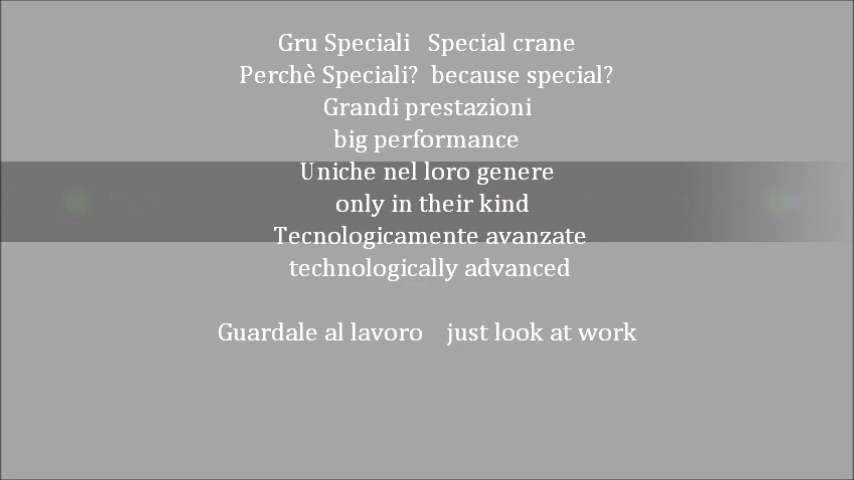 Gru Speciali Special crane
Perchè Speciali? because special?
Grandi prestazioni
big performance
Uniche nel loro genere
only in their kind
Tecnologicamente avanzate
technologically advanced
Guardale al lavoro just look at work